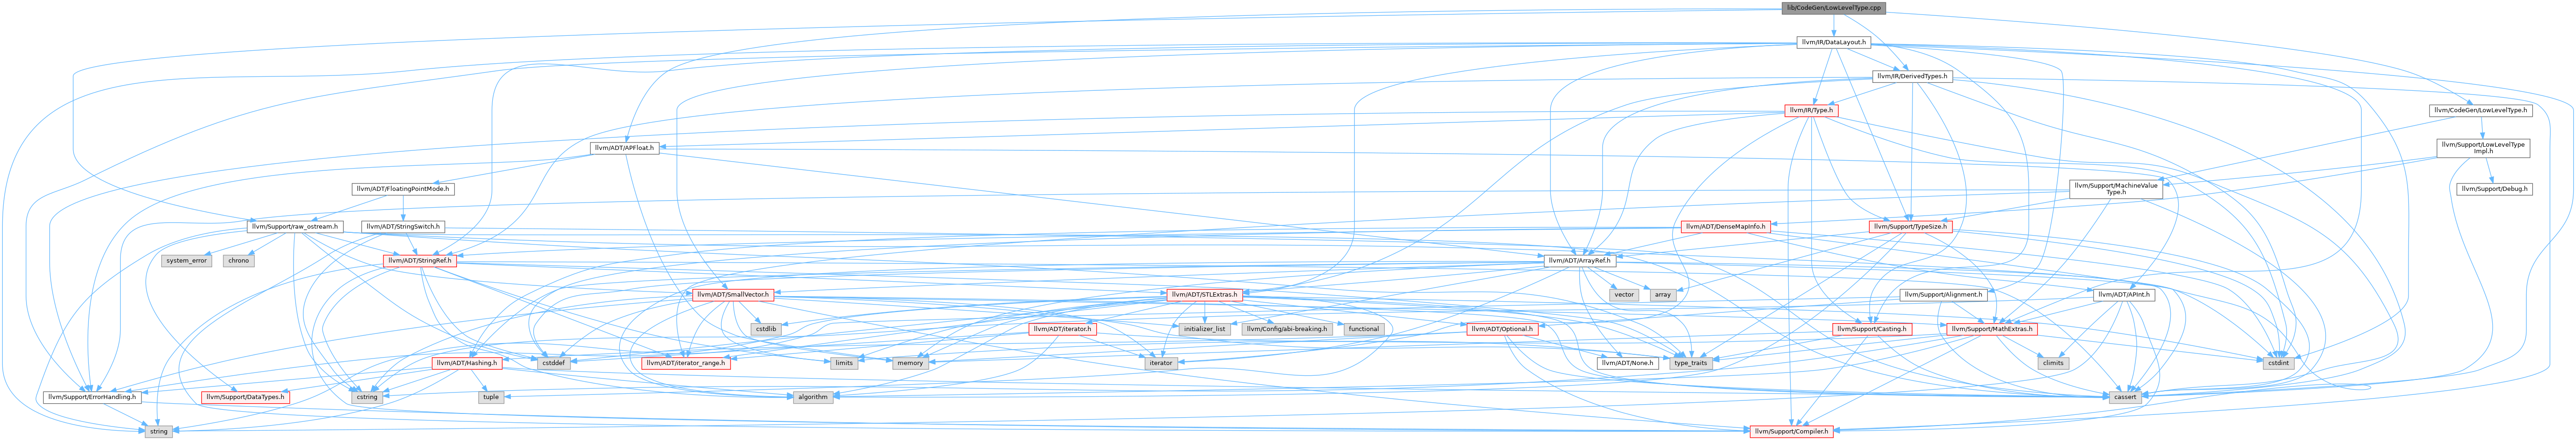 lib/CodeGen/LowLevelType.cpp
llvm/IR/DataLayout.h
llvm/IR/DerivedTypes.h
llvm/IR/Type.h
llvm/CodeGen/LowLevelType.h
llvm/ADT/APFloat.h
llvm/Support/LowLevelType
Impl.h
llvm/ADT/FloatingPointMode.h
llvm/Support/MachineValue
Type.h
llvm/Support/Debug.h
llvm/Support/raw_ostream.h
llvm/ADT/StringSwitch.h
llvm/ADT/DenseMapInfo.h
llvm/Support/TypeSize.h
system_error
chrono
llvm/ADT/StringRef.h
llvm/ADT/ArrayRef.h
llvm/ADT/SmallVector.h
llvm/ADT/STLExtras.h
vector
array
llvm/Support/Alignment.h
llvm/ADT/APInt.h
cstdlib
llvm/ADT/iterator.h
initializer_list
llvm/Config/abi-breaking.h
functional
llvm/ADT/Optional.h
llvm/Support/Casting.h
llvm/Support/MathExtras.h
llvm/ADT/Hashing.h
cstddef
llvm/ADT/iterator_range.h
limits
memory
iterator
llvm/ADT/None.h
type_traits
climits
cstdint
llvm/Support/ErrorHandling.h
llvm/Support/DataTypes.h
cstring
tuple
algorithm
cassert
string
llvm/Support/Compiler.h